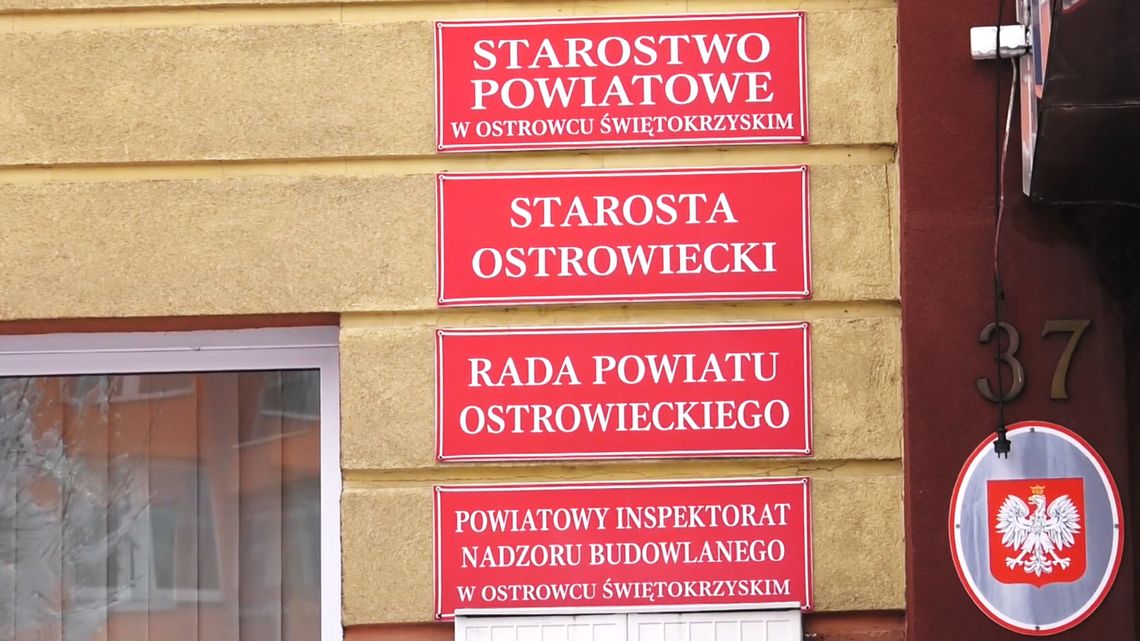 STAROSTWO
POWIATOWE
W OSTROWCU ŚWIĘTOKRZYSKIM
STAROSTA
OSTROWIECKI
RADA POWIATU
OSTROWIECKIEGO
POWIATOWY INSPEKTORAT
NADZORU BUDOWLANEGO
W OSTROWCU ŚWIĘTOKRZYSKIM
37